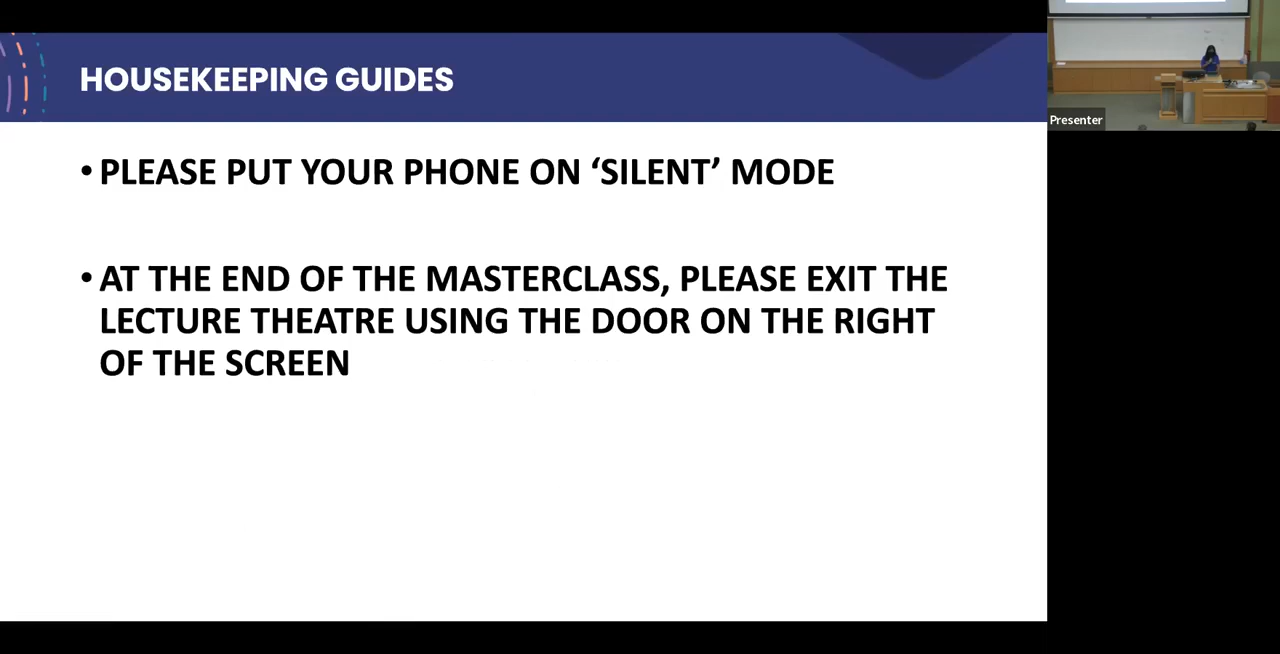 HOUSEKEEPING GUIDES
• PLEASE PUT YOUR PHONE ON ‘SILENT’ MODE
• AT THE END OF THE MASTERCLASS, PLEASE EXIT THE
LECTURE THEATRE USING THE DOOR ON THE RIGHT
OF THE SCREEN
Presenter